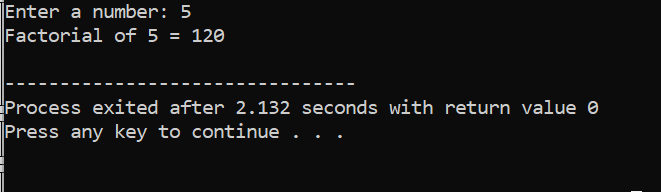 Enter a number: 5
Factorial of 5 = 120
--------------------------------
Process exited after 2.132 seconds with return value 0
Press any key to continue . . .